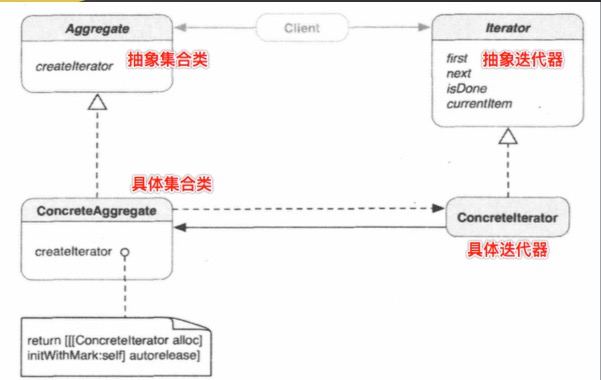 Aggregate
Client
Iterator
createIterator
抽象集合类
first
抽象迭代器
next
isDone
currentItem
具体集合类
ConcreteAggregate
ConcreteIterator
createIterator
具体迭代器
return [[[ConcreteIterator alloc]
initWithMark:self] autorelease]